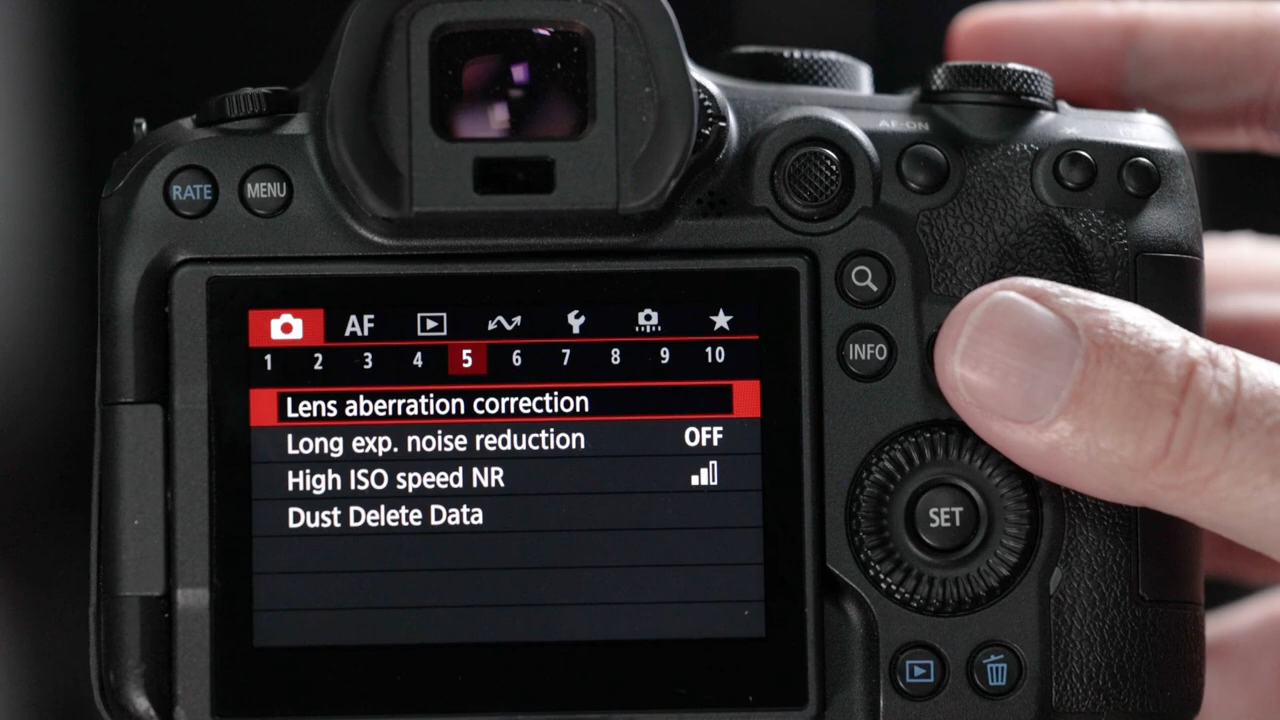 AF-ON
RATE
MENU
AF
1 2 3 4 5 6 7 8 9 10
Lens aberration correction
Long exp. noise reduction OFF
High ISO speed NR
Dust Delete Data
INFO
SET